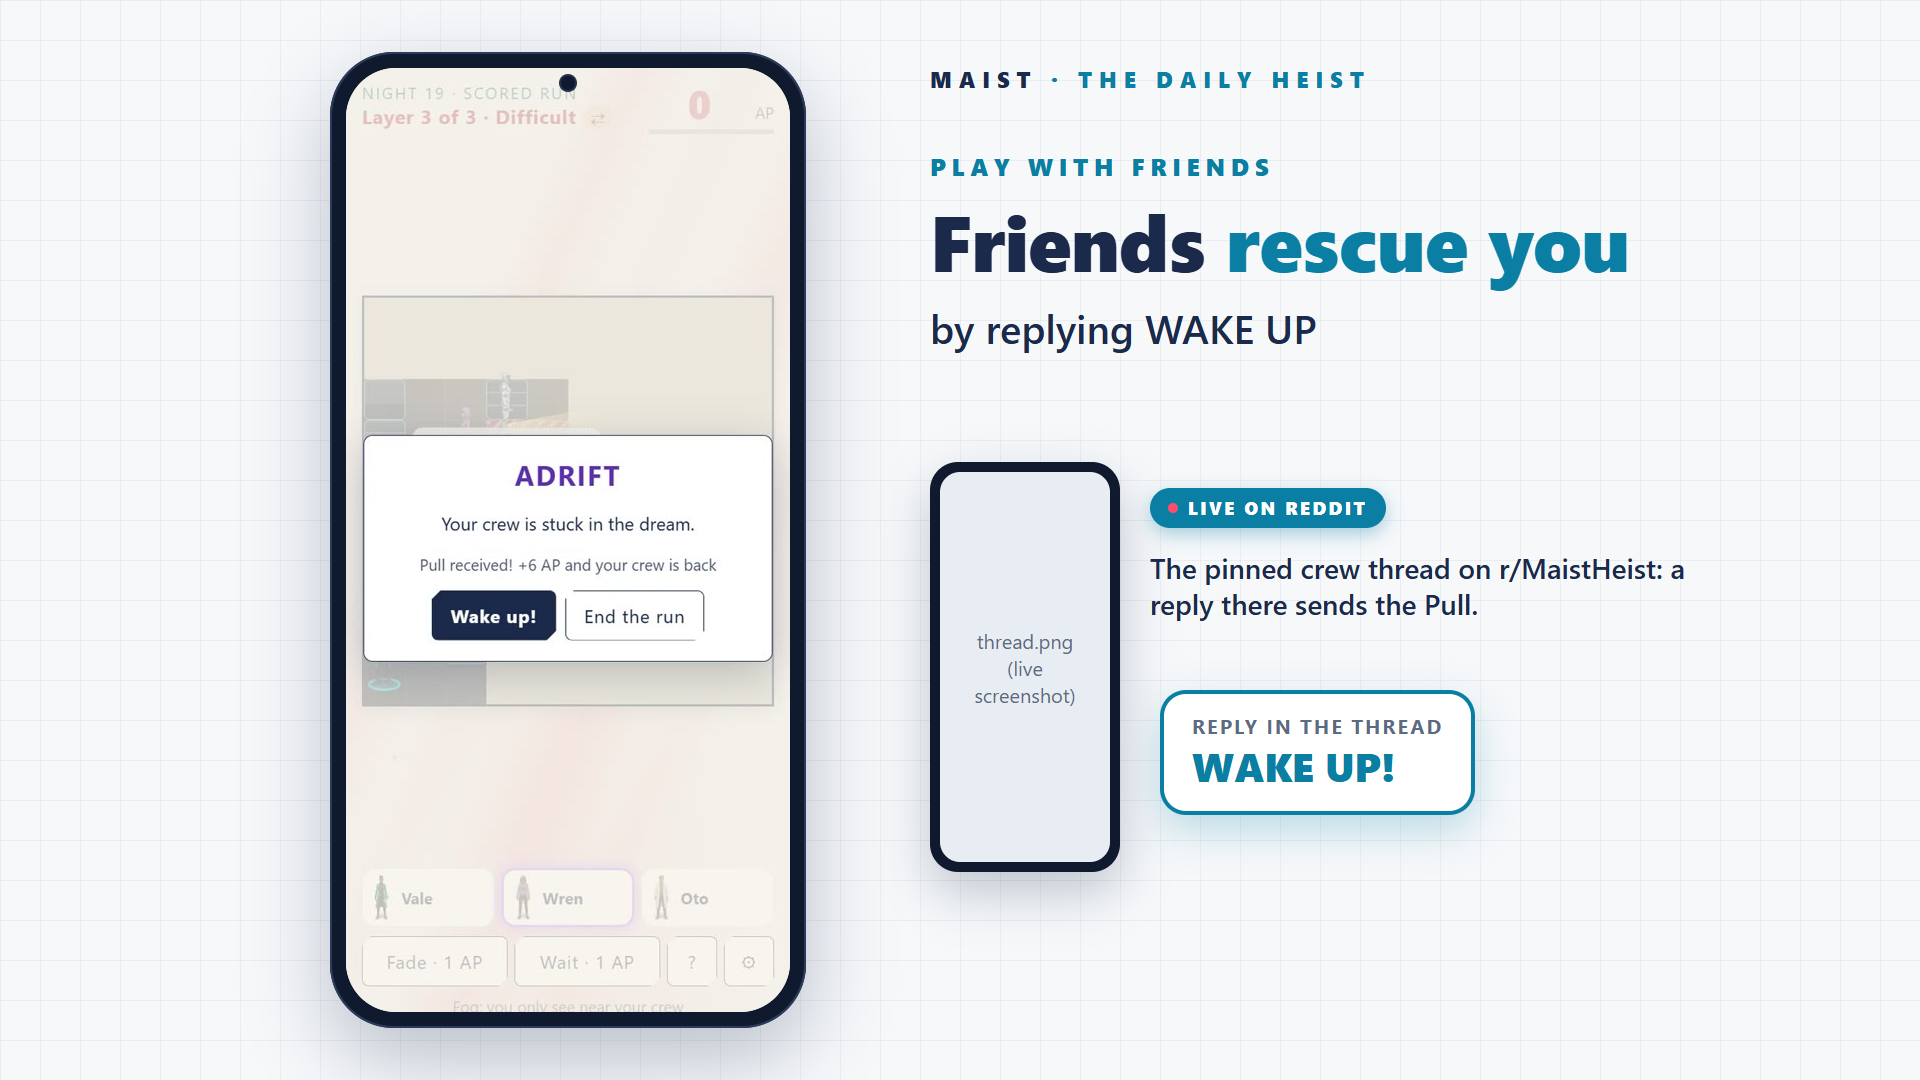 NIGHT 19 · SCORED RUN
Layer 3 of 3 · Difficult
0
AP
ADRIFT
Your crew is stuck in the dream.
Pull received! +6 AP and your crew is back
Wake up!
End the run
Vale
Wren
Oto
Fade · 1 AP
Wait · 1 AP
?
Fog: you only see near your crew
MAIST · THE DAILY HEIST
PLAY WITH FRIENDS
Friends rescue you
by replying WAKE UP
thread.png
(live
screenshot)
LIVE ON REDDIT
The pinned crew thread on r/MaistHeist: a
reply there sends the Pull.
REPLY IN THE THREAD
WAKE UP!